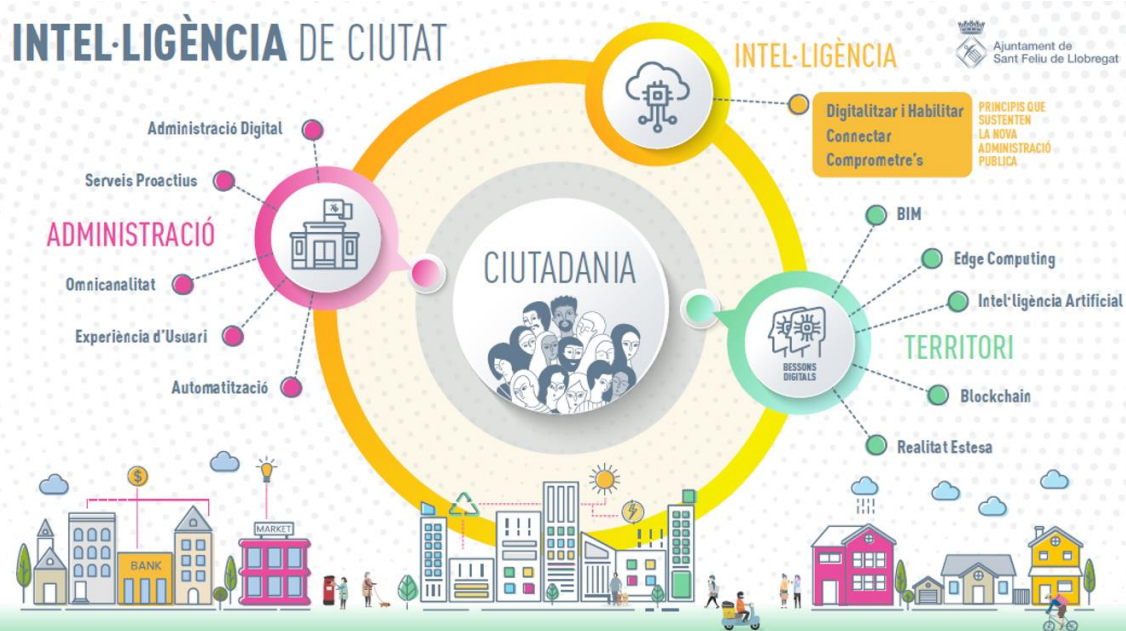 INTEL·LIGÈNCIA DE CIUTAT
INTEL·LIGÈNCIA
Ajuntament de
Sant Feliu de Llobregat
Digitalitzar i Habilitar
Connectar
Comprometre's
PRINCIPIS QUE
SUSTENTEN
LA NOVA
ADMINISTRACIÓ
PUBLICA
Administració Digital
Serveis Proactius
ADMINISTRACIÓ
Omnicanalitat
Experiència d'Usuari
Automatització
CIUTADANIA
BIM
Edge Computing
Intel·ligència Artificial
TERRITORI
BESSONS
DIGITALS
Blockchain
Realitat Estesa
$
MARKET
BANK